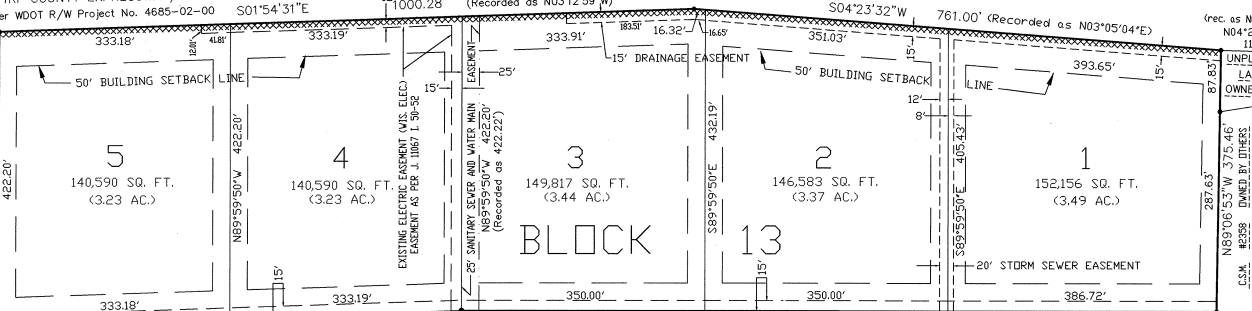 er WDOT R/W Project No. 4685-02-00
S01°54'31"E
1000.28
(Recorded as N03°12'59"W)
S04°23'32"W
761.00' (Recorded as N03°05'04"E)
(rec. as N
N04°2
11
UNPL
LA
OWNE
333.18'
12.01'
41.81'
333.19'
333.91'
183.51'
16.32'
16.65'
351.03'
15'
393.65'
15'
87.83'
50' BUILDING SETBACK LINE
15' DRAINAGE EASEMENT
50' BUILDING SETBACK LINE
25'
15'
12'
8'
422.20'
N89°59'50"W 422.20'
EXISTING ELECTRIC EASEMENT (WIS. ELEC.)
EASEMENT AS PER J. 11067 I. 50-52
25' SANITARY SEWER AND WATER MAIN EASEMENT
N89°59'50"W 422.20'
(Recorded as 422.22')
S89°59'50"E 432.19'
S89°59'50"E 405.43'
287.63'
N89°06'53"W 375.46'
C.S.M. #2358 OWNED BY OTHERS
5
140,590 SQ. FT.
(3.23 AC.)
4
140,590 SQ. FT.
(3.23 AC.)
3
149,817 SQ. FT.
(3.44 AC.)
2
146,583 SQ. FT.
(3.37 AC.)
1
152,156 SQ. FT.
(3.49 AC.)
BLOCK 13
20' STORM SEWER EASEMENT
15'
15'
333.18'
333.19'
350.00'
350.00'
386.72'